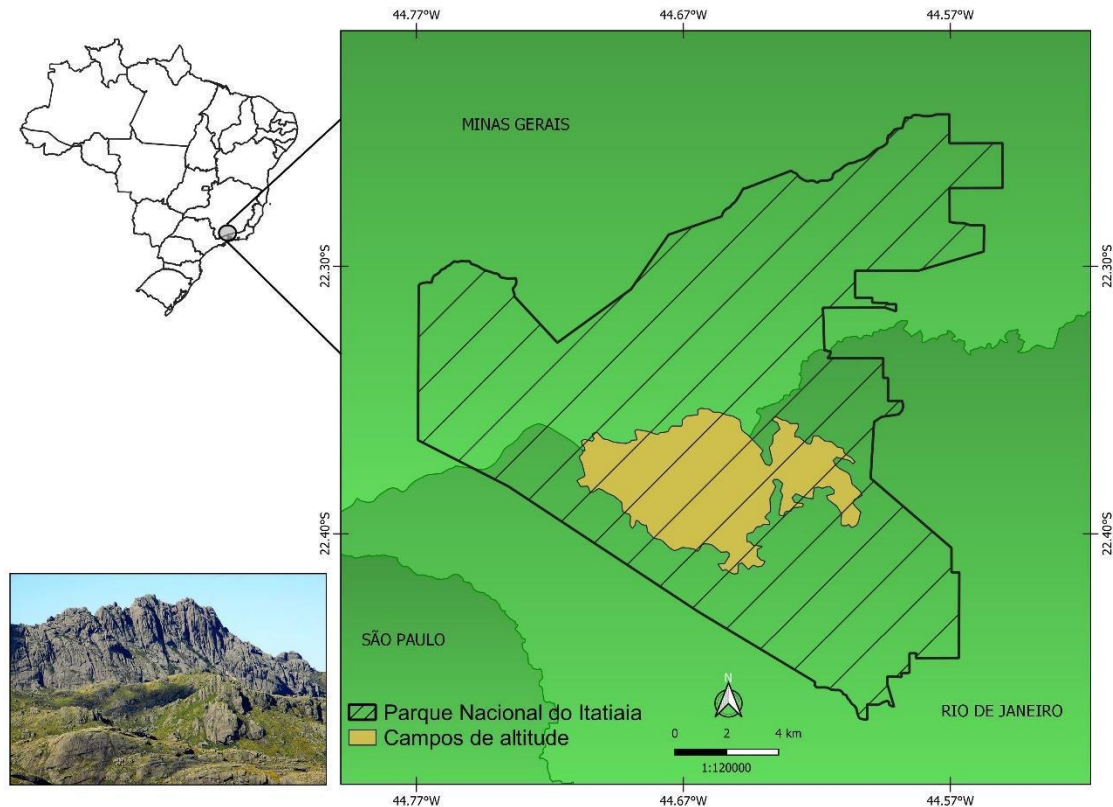 44.77°W 44.67°W 44.57°W
MINAS GERAIS
22.30°S 22.30°S
22.40°S 22.40°S
SÃO PAULO
N
Parque Nacional do Itatiaia
RIO DE JANEIRO
0 2 4 km
Campos de altitude
1:120000
44.77°W 44.67°W 44.57°W